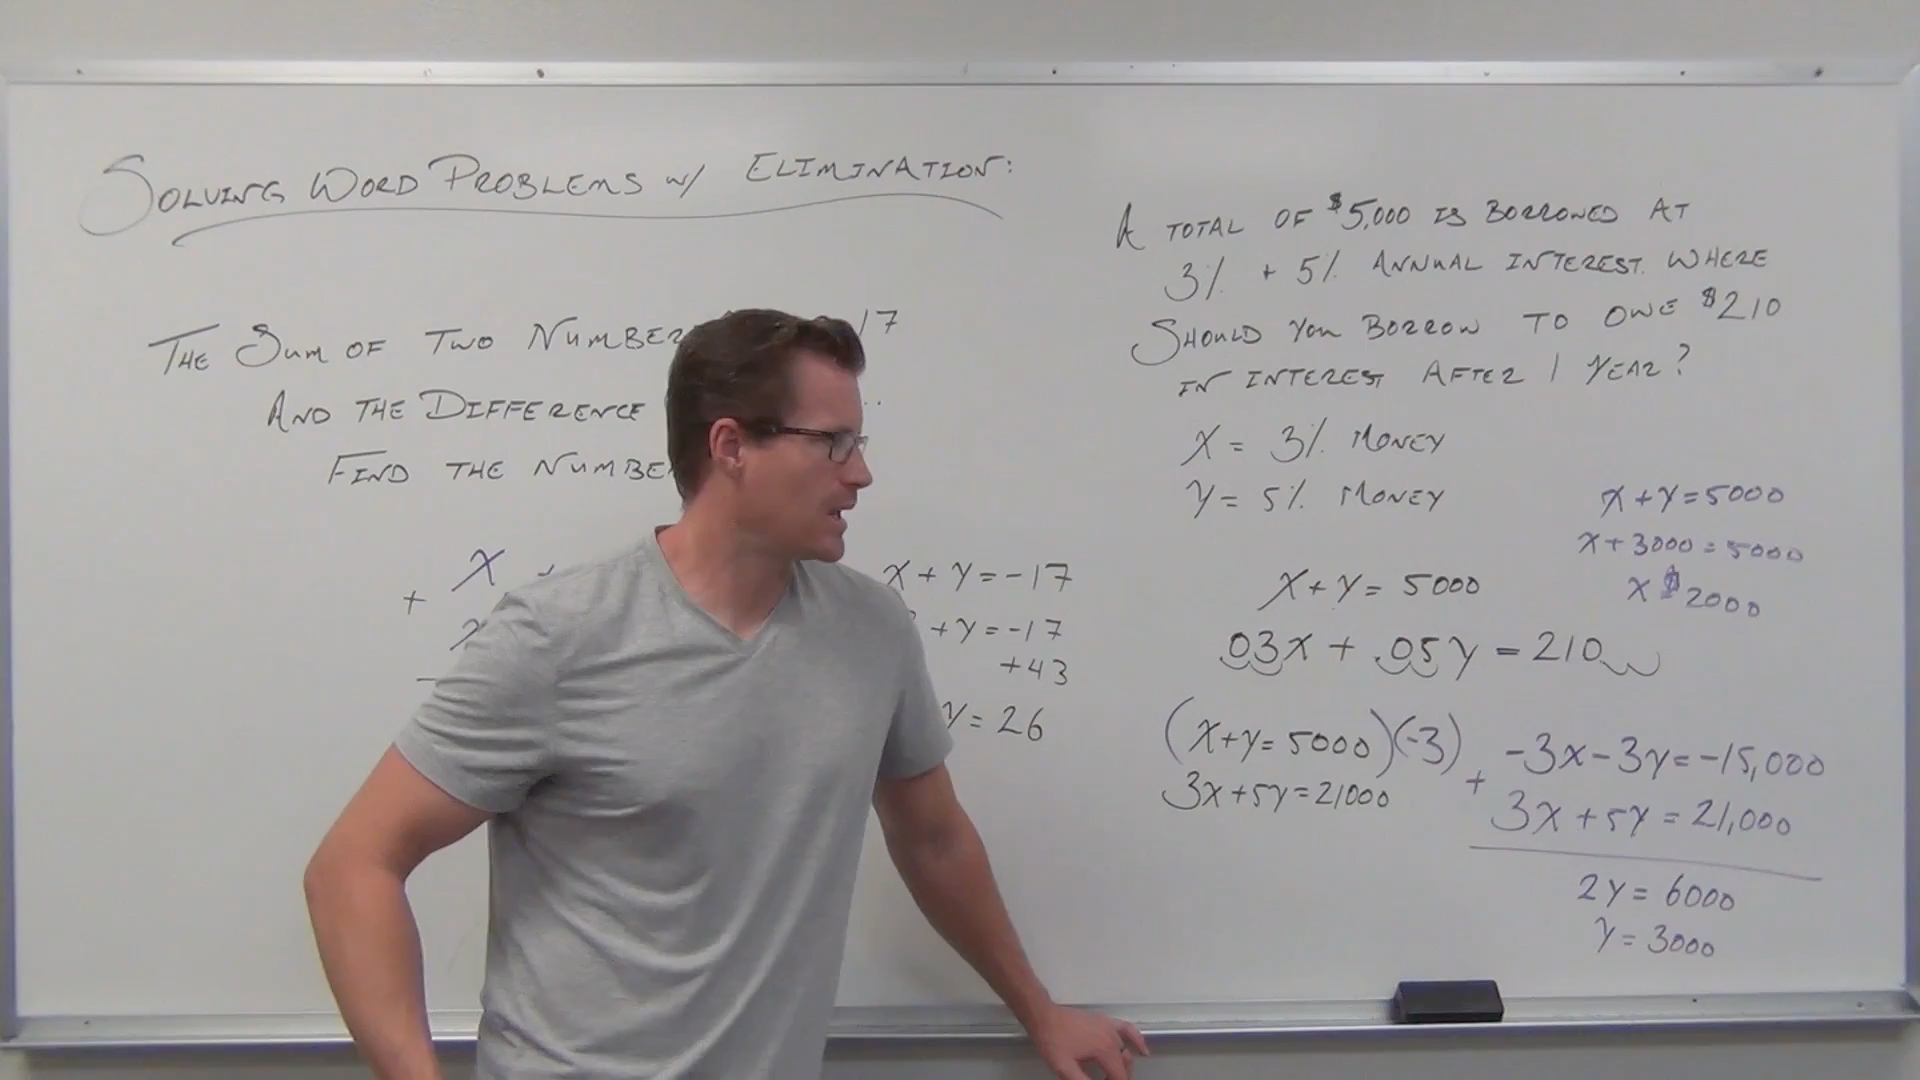 SOLVING WORD PROBLEMS W/ ELIMINATION:
THE SUM OF TWO NUMBER 17
AND THE DIFFERENCE ..
FIND THE NUMBE
X
+
X + Y = -17
+ Y = -17
+43
Y = 26
A TOTAL OF $5,000 IS BORROWED AT
3% + 5% ANNUAL INTEREST. WHERE
SHOULD YOU BORROW TO OWE $210
IN INTEREST AFTER 1 YEAR?
X = 3% MONEY
Y = 5% MONEY
X + Y = 5000
.03X + .05Y = 210
(X+Y=5000)(-3)
3X+5Y=21000
X + Y = 5000
X + 3000 = 5000
X $ 2000
-3X-3Y=-15,000
+ 3X + 5Y = 21,000
2Y = 6000
Y = 3000